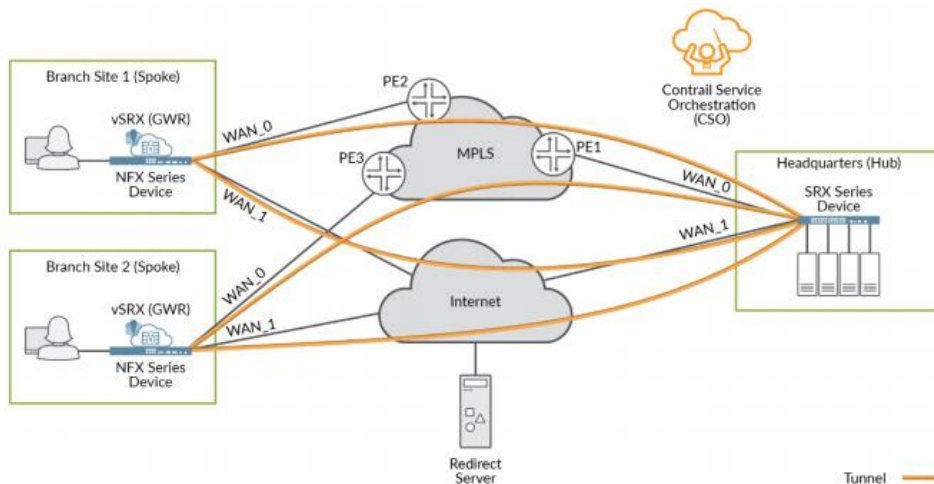 Contrail Service
Orchestration
(CSO)
Branch Site 1 (Spoke)
vSRX (GWR)
NFX Series
Device
WAN_0
WAN_1
PE2
PE3
PE1
MPLS
WAN_0
WAN_1
Headquarters (Hub)
SRX Series
Device
Branch Site 2 (Spoke)
vSRX (GWR)
NFX Series
Device
WAN_0
WAN_1
Internet
Redirect
Server
Tunnel